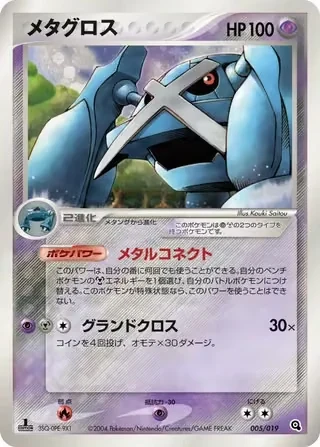 メタグロス HP 100
Illus. Kouki Saitou
2進化 メタングから進化
このポケモンは の2つのタイプを
持つポケモンです。
ポケパワー メタルコネクト
このパワーは、自分の番に何回でも使うことができる。自分のベンチ
ポケモンの エネルギーを1個選び、自分のバトルポケモンにつけ
替える。このポケモンが特殊状態なら、このパワーを使うことはでき
ない。
グランドクロス 30×
コインを4回投げ、オモテ×30ダメージ。
弱点 抵抗力 -30 にげる
1 EDITION
©2004 Pokémon/Nintendo/Creatures/GAME FREAK 005/019